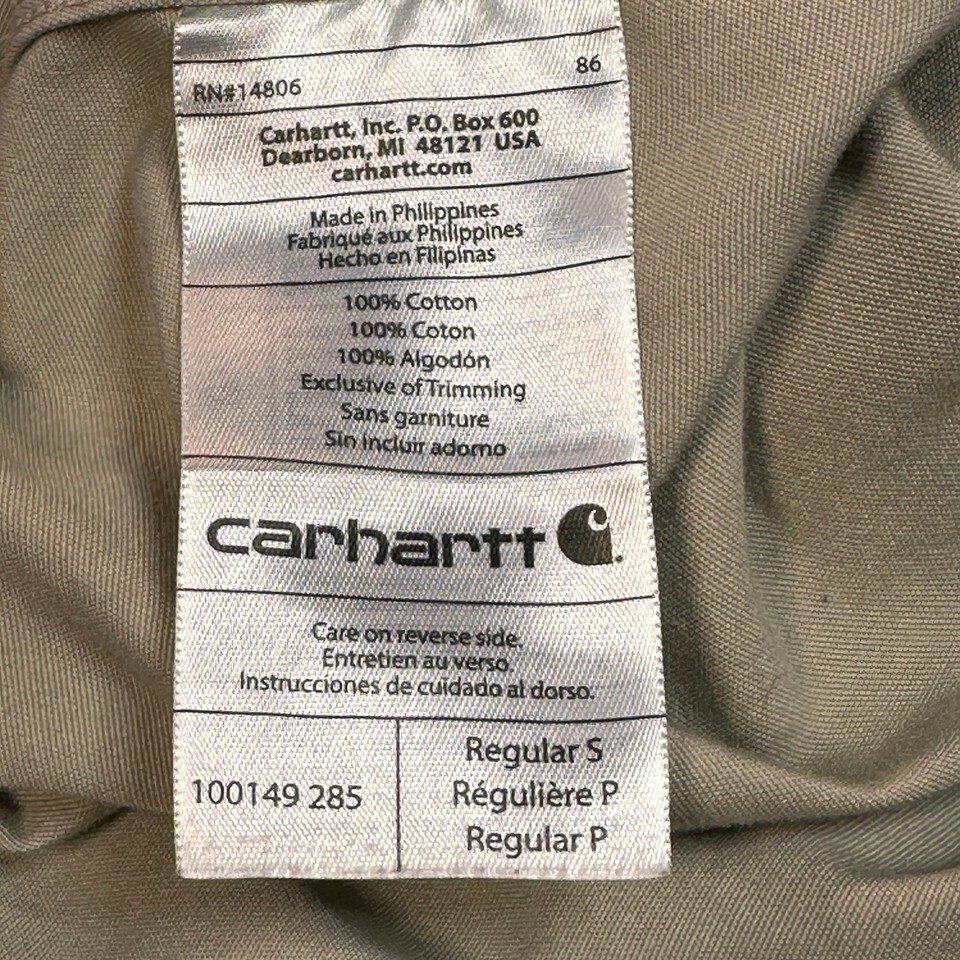 RN#14806 86
Carhartt, Inc. P.O. Box 600
Dearborn, MI 48121 USA
carhartt.com
Made in Philippines
Fabriqué aux Philippines
Hecho en Filipinas
100% Cotton
100% Coton
100% Algodón
Exclusive of Trimming
Sans garniture
Sin incluir adorno
carhartt
Care on reverse side.
Entretien au verso.
Instrucciones de cuidado al dorso.
100149 285
Regular S
Régulière P
Regular P